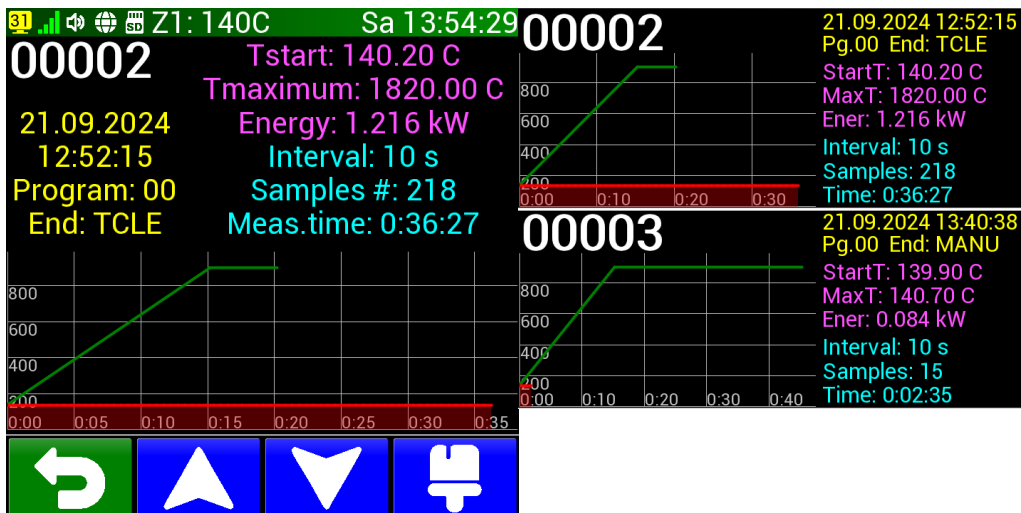 31 SD Z1: 140C Sa 13:54:29
00002
Tstart: 140.20 C
Tmaximum: 1820.00 C
21.09.2024
Energy: 1.216 kW
12:52:15
Interval: 10 s
Program: 00
Samples #: 218
End: TCLE
Meas.time: 0:36:27
800
600
400
200
0:00 0:05 0:10 0:15 0:20 0:25 0:30 0:35
00002
21.09.2024 12:52:15
Pg.00 End: TCLE
StartT: 140.20 C
MaxT: 1820.00 C
Ener: 1.216 kW
Interval: 10 s
Samples: 218
Time: 0:36:27
800
600
400
200
0:00 0:10 0:20 0:30
00003
21.09.2024 13:40:38
Pg.00 End: MANU
StartT: 139.90 C
MaxT: 140.70 C
Ener: 0.084 kW
Interval: 10 s
Samples: 15
Time: 0:02:35
800
600
400
200
0:00 0:10 0:20 0:30 0:40